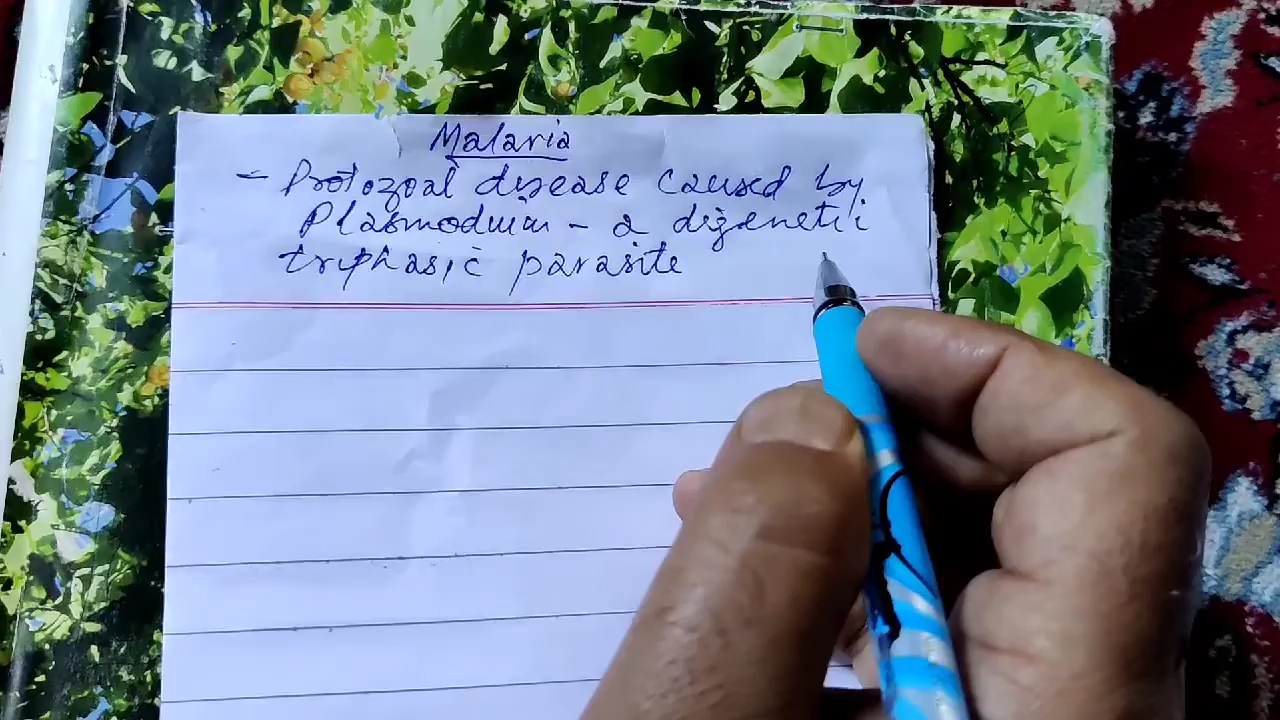 Malaria
- Protozoal disease caused by
Plasmodium - a digenetic
triphasic parasite